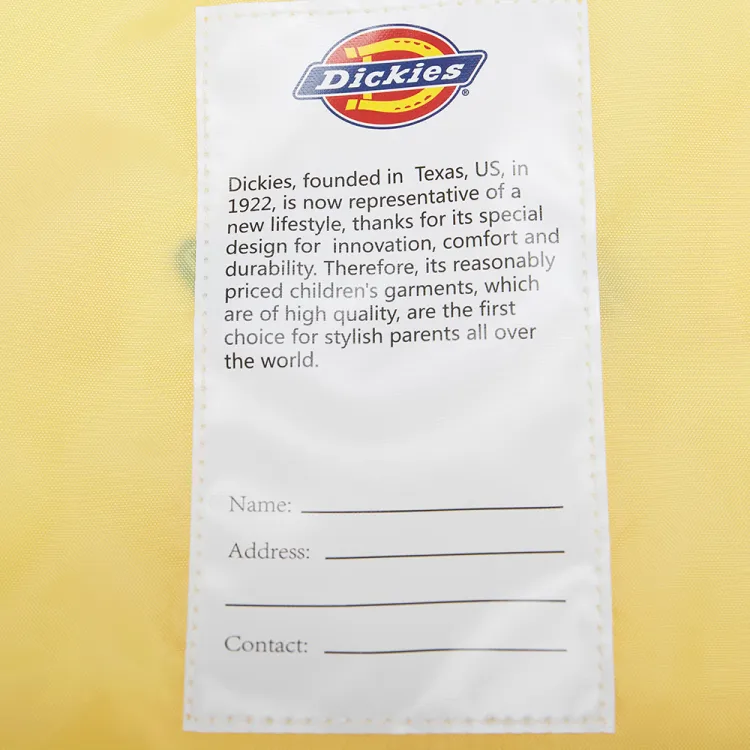 Dickies®
Dickies, founded in Texas, US, in
1922, is now representative of a
new lifestyle, thanks for its special
design for innovation, comfort and
durability. Therefore, its reasonably
priced children's garments, which
are of high quality, are the first
choice for stylish parents all over
the world.
Name:
Address:
Contact: